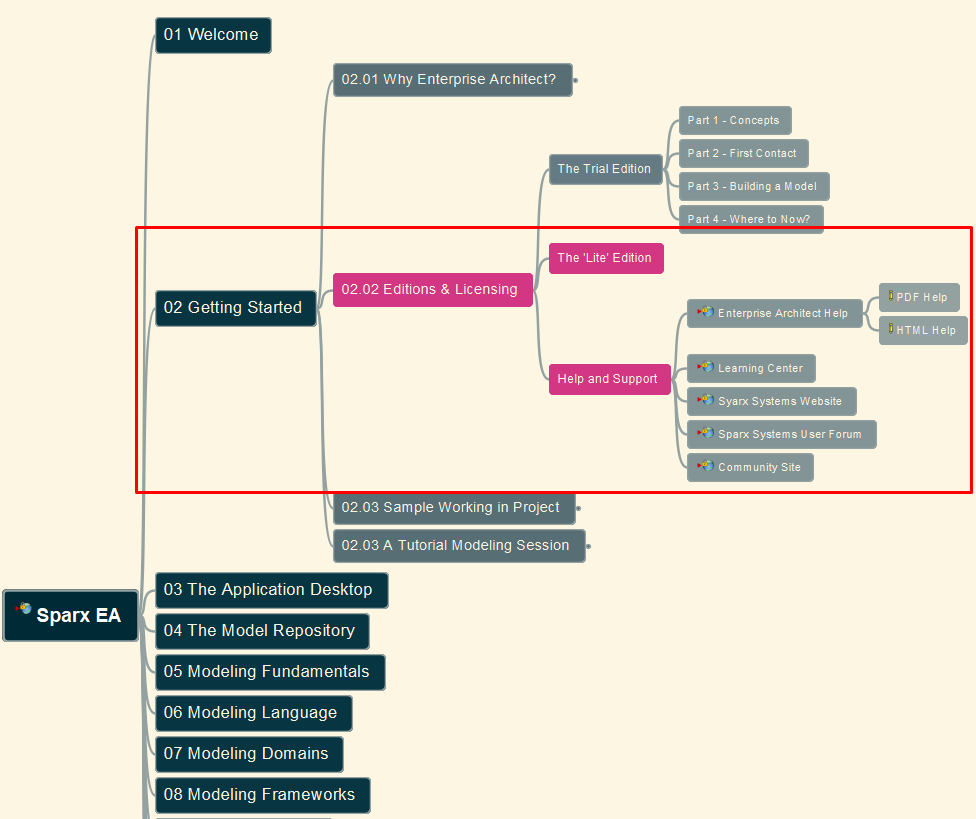 01 Welcome
02.01 Why Enterprise Architect?
Part 1 - Concepts
Part 2 - First Contact
The Trial Edition
Part 3 - Building a Model
Part 4 - Where to Now?
The 'Lite' Edition
02.02 Editions & Licensing
02 Getting Started
PDF Help
Enterprise Architect Help
HTML Help
Learning Center
Help and Support
Syarx Systems Website
Sparx Systems User Forum
Community Site
02.03 Sample Working in Project
02.03 A Tutorial Modeling Session
Sparx EA
03 The Application Desktop
04 The Model Repository
05 Modeling Fundamentals
06 Modeling Language
07 Modeling Domains
08 Modeling Frameworks